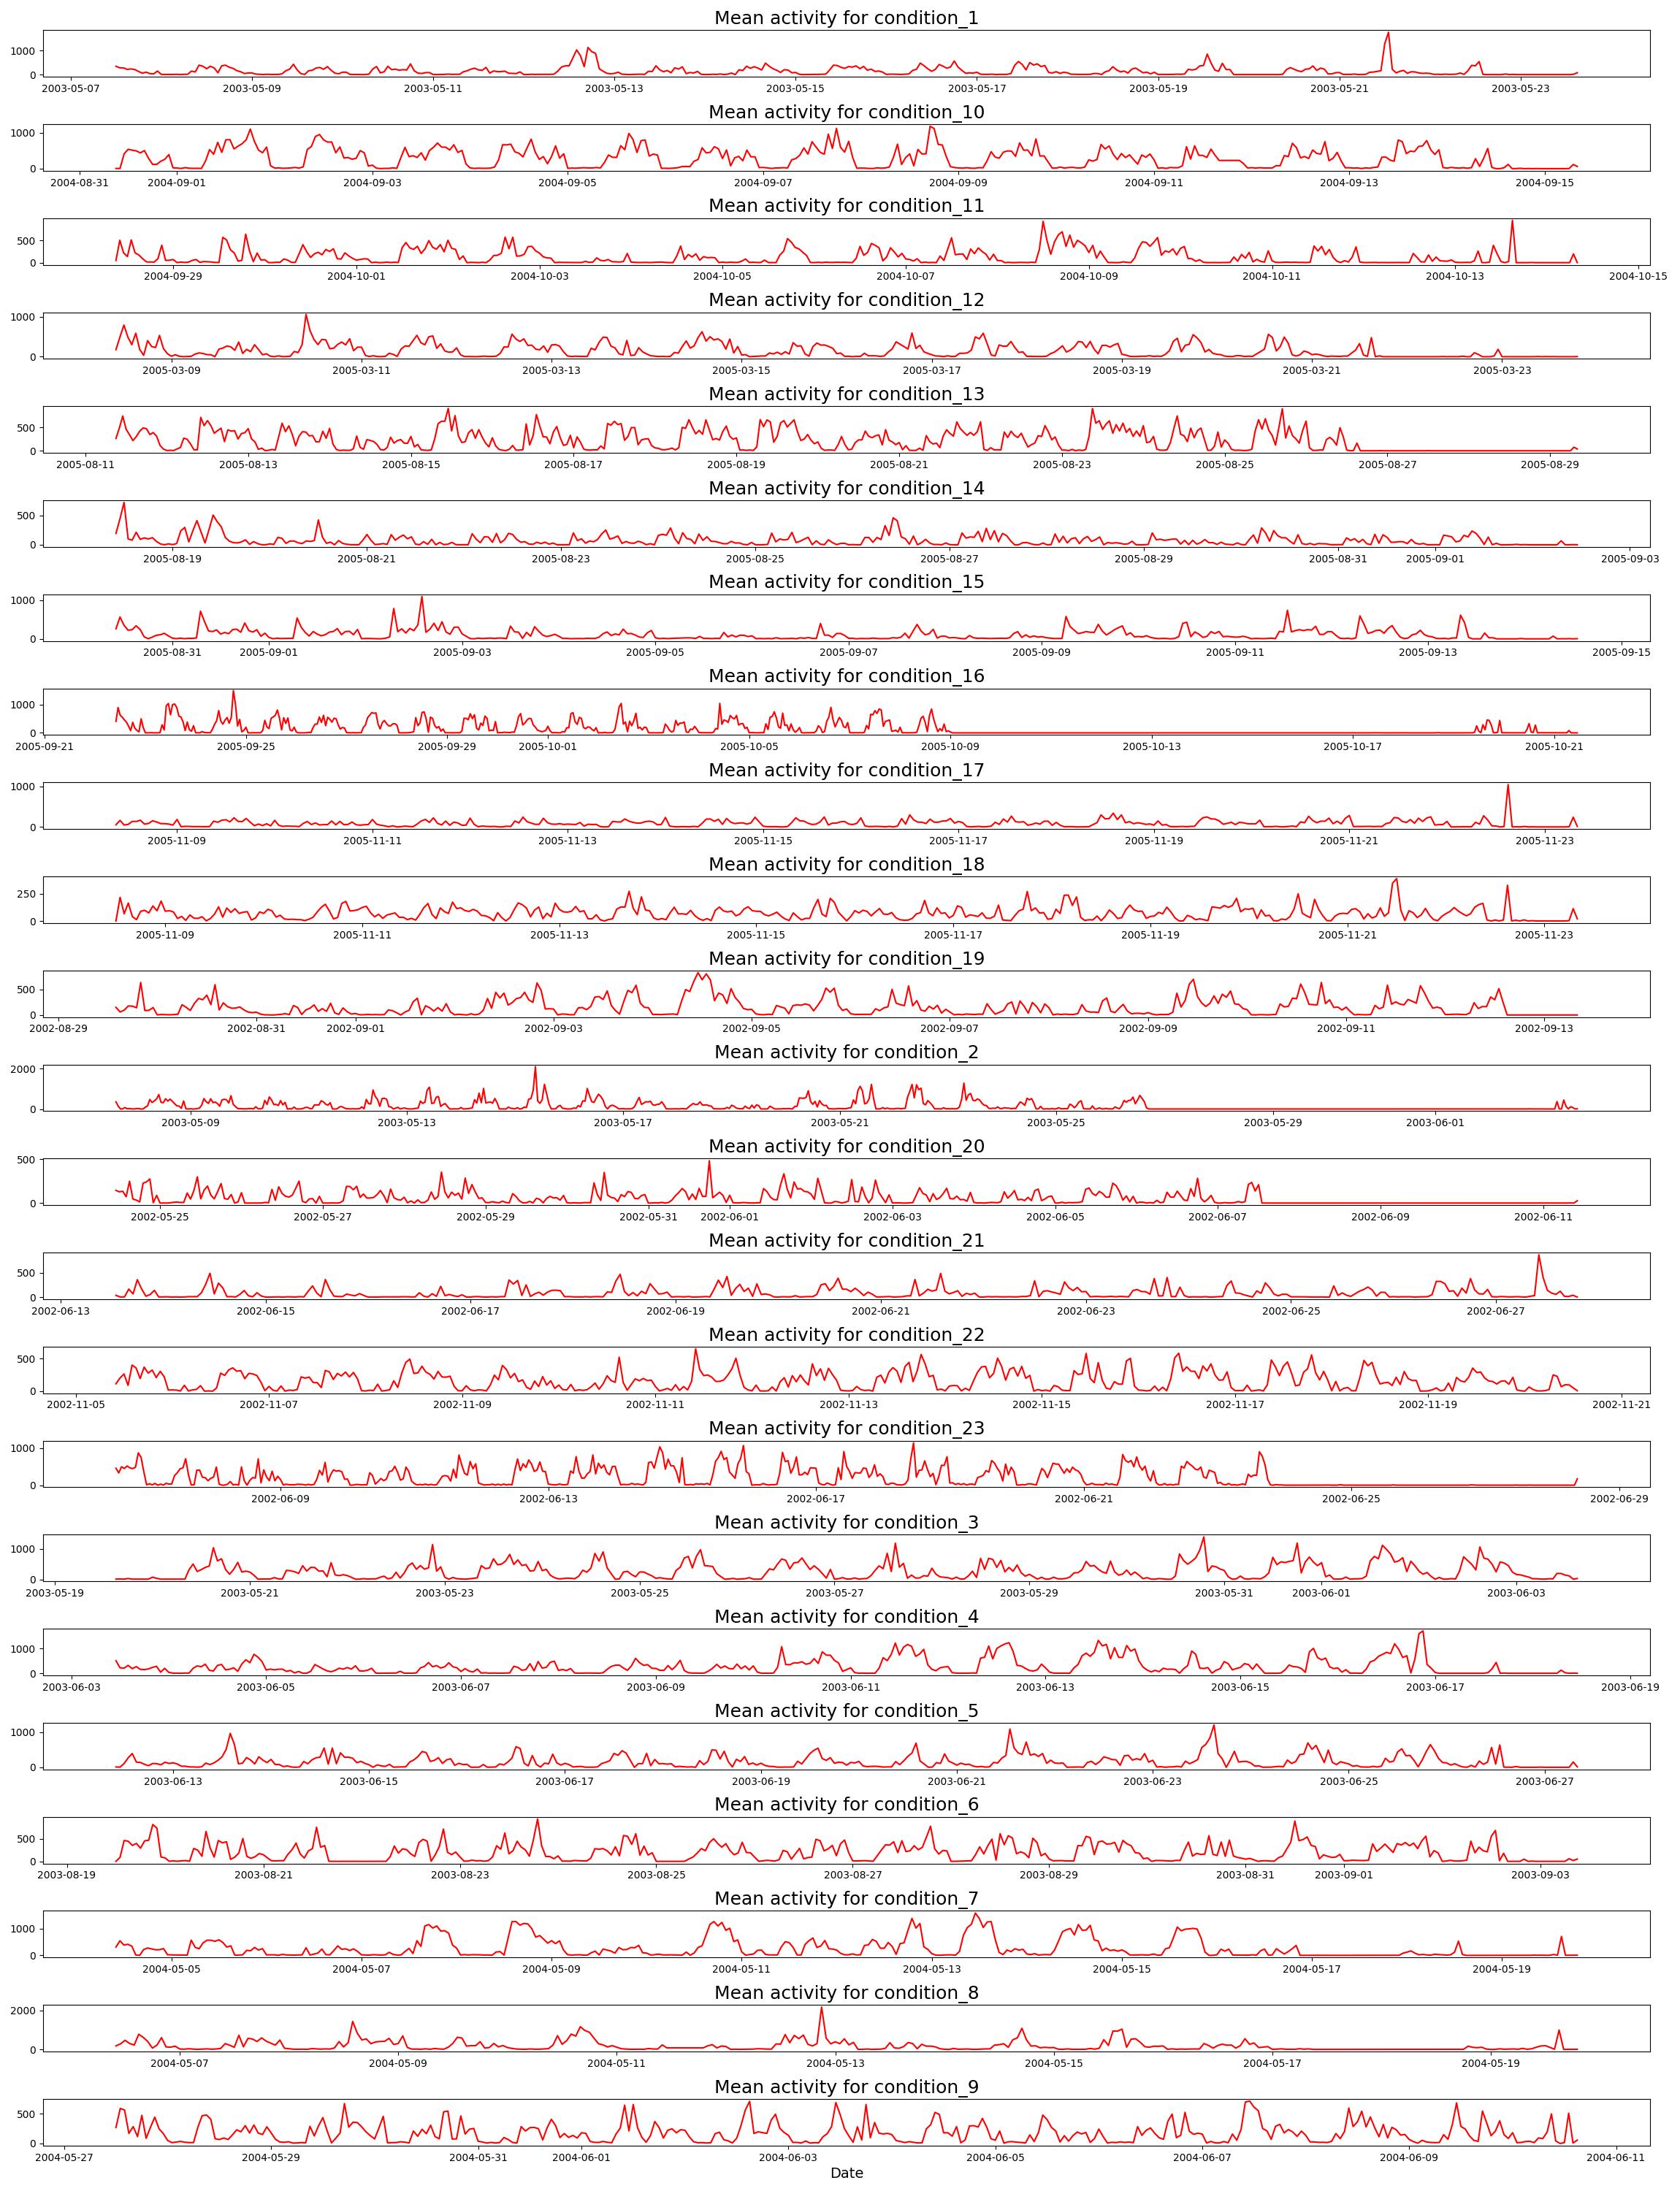 Mean activity for condition_1
1000
0
2003-05-07 2003-05-09 2003-05-11 2003-05-13 2003-05-15 2003-05-17 2003-05-19 2003-05-21 2003-05-23
Mean activity for condition_10
1000
0
2004-08-31 2004-09-01 2004-09-03 2004-09-05 2004-09-07 2004-09-09 2004-09-11 2004-09-13 2004-09-15
Mean activity for condition_11
500
0
2004-09-29 2004-10-01 2004-10-03 2004-10-05 2004-10-07 2004-10-09 2004-10-11 2004-10-13 2004-10-15
Mean activity for condition_12
1000
0
2005-03-09 2005-03-11 2005-03-13 2005-03-15 2005-03-17 2005-03-19 2005-03-21 2005-03-23
Mean activity for condition_13
500
0
2005-08-11 2005-08-13 2005-08-15 2005-08-17 2005-08-19 2005-08-21 2005-08-23 2005-08-25 2005-08-27 2005-08-29
Mean activity for condition_14
500
0
2005-08-19 2005-08-21 2005-08-23 2005-08-25 2005-08-27 2005-08-29 2005-08-31 2005-09-01 2005-09-03
Mean activity for condition_15
1000
0
2005-08-31 2005-09-01 2005-09-03 2005-09-05 2005-09-07 2005-09-09 2005-09-11 2005-09-13 2005-09-15
Mean activity for condition_16
1000
0
2005-09-21 2005-09-25 2005-09-29 2005-10-01 2005-10-05 2005-10-09 2005-10-13 2005-10-17 2005-10-21
Mean activity for condition_17
1000
0
2005-11-09 2005-11-11 2005-11-13 2005-11-15 2005-11-17 2005-11-19 2005-11-21 2005-11-23
Mean activity for condition_18
250
0
2005-11-09 2005-11-11 2005-11-13 2005-11-15 2005-11-17 2005-11-19 2005-11-21 2005-11-23
Mean activity for condition_19
500
0
2002-08-29 2002-08-31 2002-09-01 2002-09-03 2002-09-05 2002-09-07 2002-09-09 2002-09-11 2002-09-13
Mean activity for condition_2
2000
0
2003-05-09 2003-05-13 2003-05-17 2003-05-21 2003-05-25 2003-05-29 2003-06-01
Mean activity for condition_20
500
0
2002-05-25 2002-05-27 2002-05-29 2002-05-31 2002-06-01 2002-06-03 2002-06-05 2002-06-07 2002-06-09 2002-06-11
Mean activity for condition_21
500
0
2002-06-13 2002-06-15 2002-06-17 2002-06-19 2002-06-21 2002-06-23 2002-06-25 2002-06-27
Mean activity for condition_22
500
0
2002-11-05 2002-11-07 2002-11-09 2002-11-11 2002-11-13 2002-11-15 2002-11-17 2002-11-19 2002-11-21
Mean activity for condition_23
1000
0
2002-06-09 2002-06-13 2002-06-17 2002-06-21 2002-06-25 2002-06-29
Mean activity for condition_3
1000
0
2003-05-19 2003-05-21 2003-05-23 2003-05-25 2003-05-27 2003-05-29 2003-05-31 2003-06-01 2003-06-03
Mean activity for condition_4
1000
0
2003-06-03 2003-06-05 2003-06-07 2003-06-09 2003-06-11 2003-06-13 2003-06-15 2003-06-17 2003-06-19
Mean activity for condition_5
1000
0
2003-06-13 2003-06-15 2003-06-17 2003-06-19 2003-06-21 2003-06-23 2003-06-25 2003-06-27
Mean activity for condition_6
500
0
2003-08-19 2003-08-21 2003-08-23 2003-08-25 2003-08-27 2003-08-29 2003-08-31 2003-09-01 2003-09-03
Mean activity for condition_7
1000
0
2004-05-05 2004-05-07 2004-05-09 2004-05-11 2004-05-13 2004-05-15 2004-05-17 2004-05-19
Mean activity for condition_8
2000
0
2004-05-07 2004-05-09 2004-05-11 2004-05-13 2004-05-15 2004-05-17 2004-05-19
Mean activity for condition_9
500
0
2004-05-27 2004-05-29 2004-05-31 2004-06-01 2004-06-03 2004-06-05 2004-06-07 2004-06-09 2004-06-11
Date